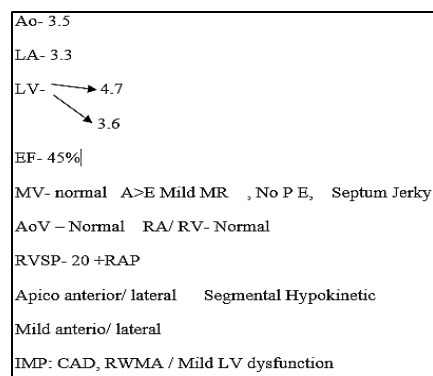 Ao- 3.5
LA- 3.3
LV- 4.7
3.6
EF- 45%
MV- normal A>E Mild MR , No P E, Septum Jerky
AoV – Normal RA/ RV- Normal
RVSP- 20 +RAP
Apico anterior/ lateral Segmental Hypokinetic
Mild anterio/ lateral
IMP: CAD, RWMA / Mild LV dysfunction